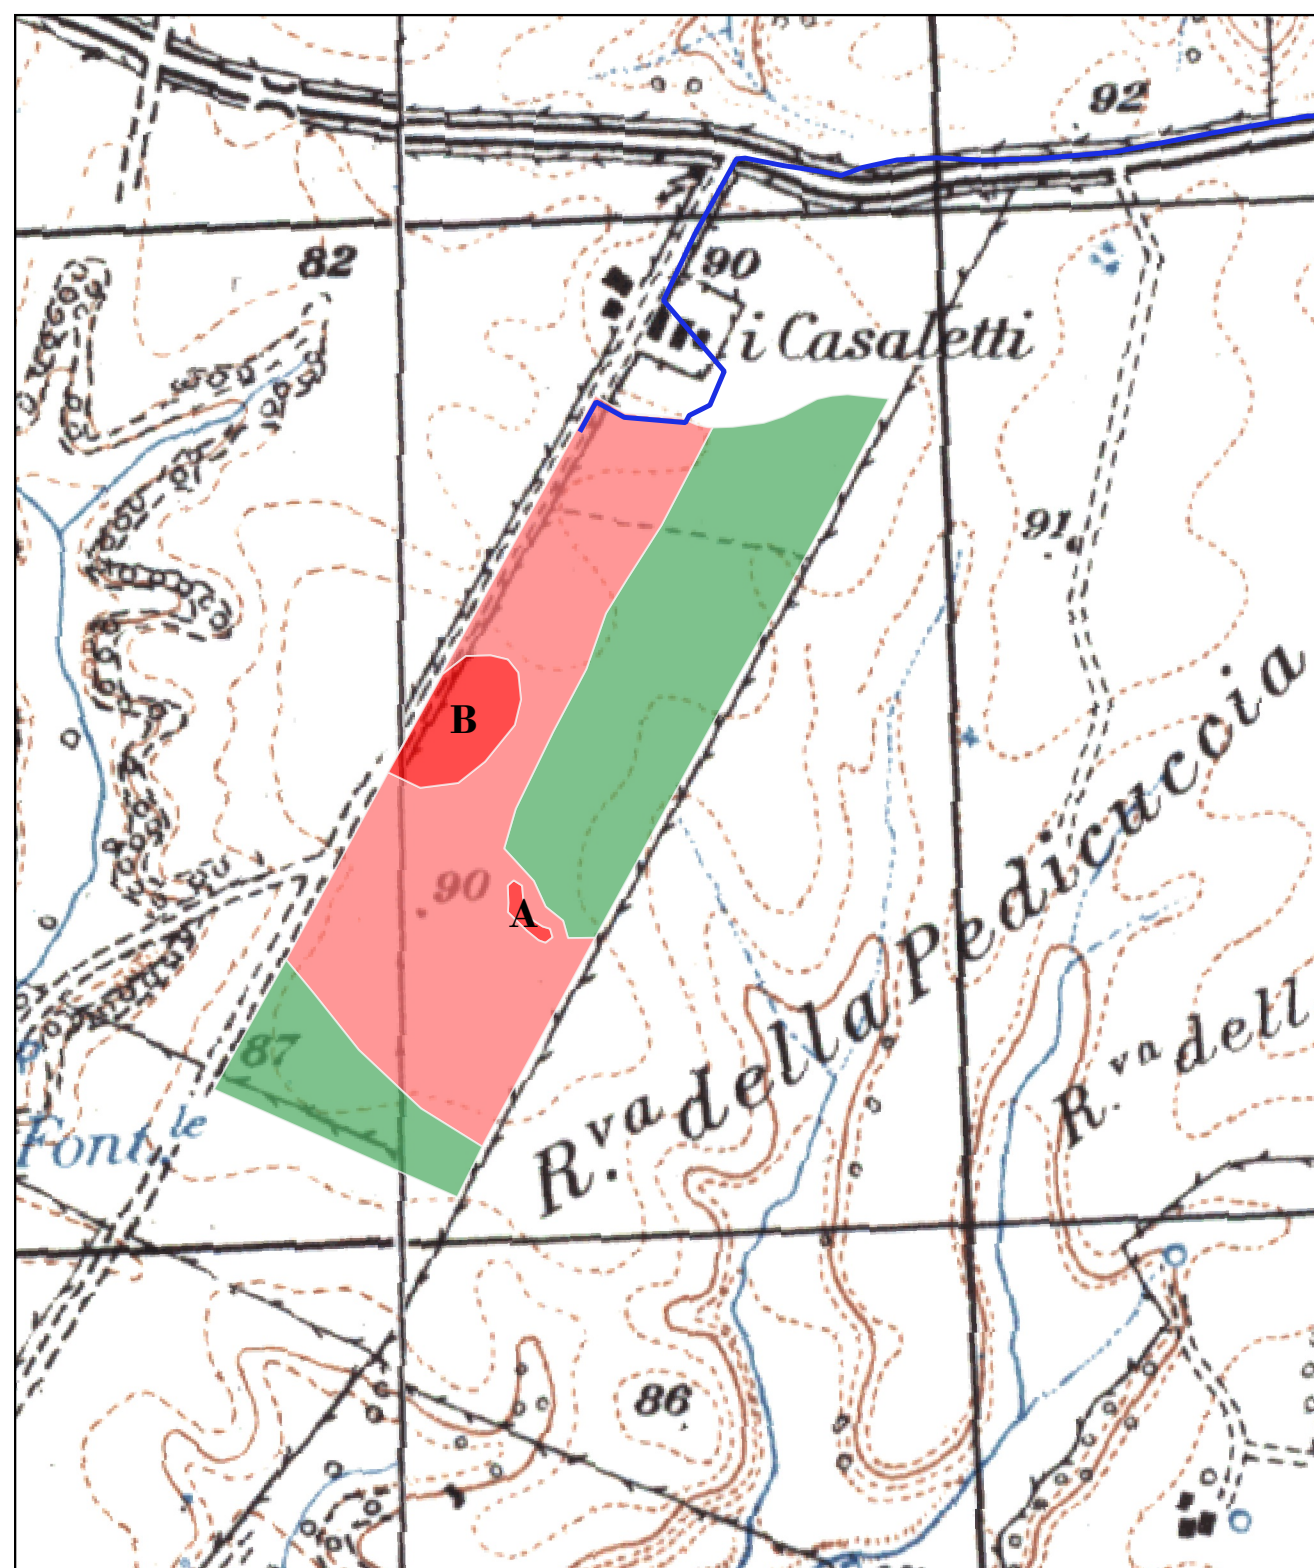 92
82
90
i Casaletti
91
B
90
A
87
R.va della Pedicuccia
R.va dell
Font.le
86